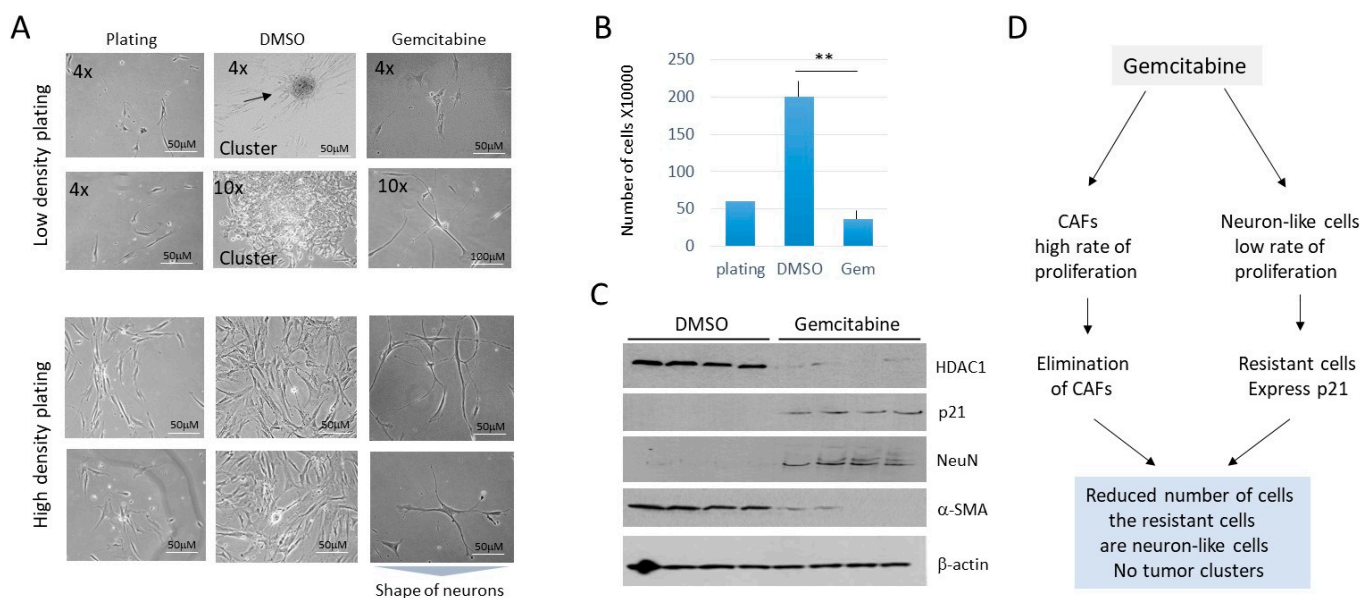 A
Plating
DMSO
Gemcitabine
Low density plating
4x
50µM
4x
Cluster
50µM
4x
50µM
4x
50µM
10x
Cluster
10x
100µM
High density plating
50µM
50µM
50µM
50µM
50µM
50µM
Shape of neurons
B
Number of cells X10000
250
200
150
100
50
0
**
plating
DMSO
Gem
C
DMSO
Gemcitabine
HDAC1
p21
NeuN
α-SMA
β-actin
D
Gemcitabine
CAFs
high rate of
proliferation
Neuron-like cells
low rate of
proliferation
Elimination
of CAFs
Resistant cells
Express p21
Reduced number of cells
the resistant cells
are neuron-like cells
No tumor clusters